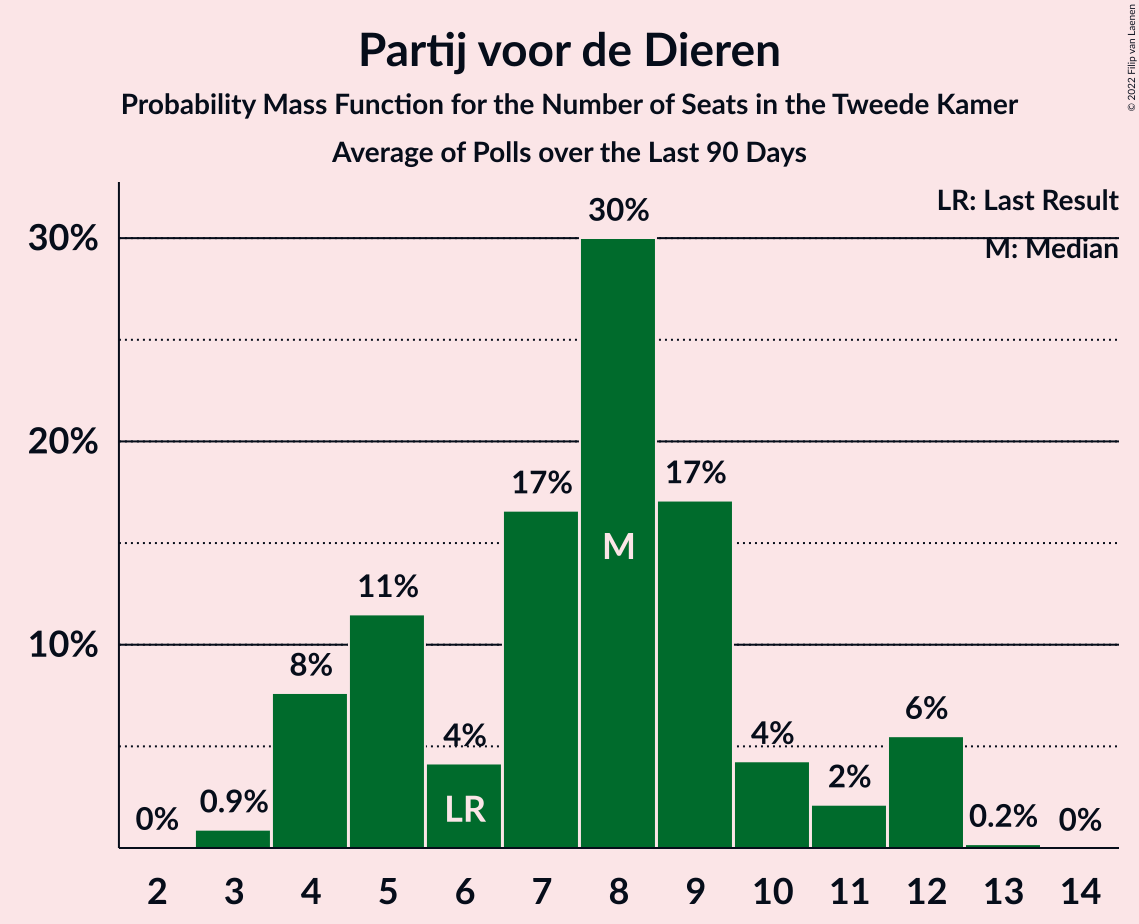 Partij voor de Dieren
Probability Mass Function for the Number of Seats in the Tweede Kamer
Average of Polls over the Last 90 Days
© 2022 Filip van Laenen
LR: Last Result
M: Median
30%
20%
10%
0%
0.9%
8%
11%
4%
17%
30%
17%
4%
2%
6%
0.2%
0%
LR
M
2 3 4 5 6 7 8 9 10 11 12 13 14